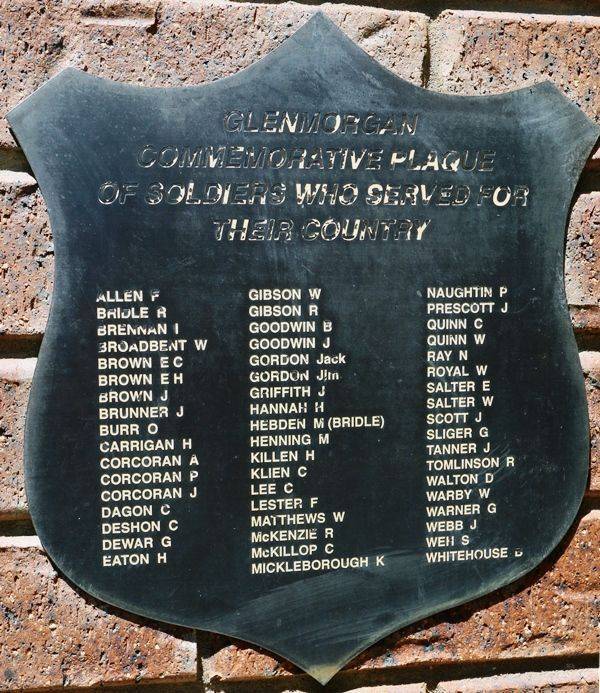 GLENMORGAN
COMMEMORATIVE PLAQUE
OF SOLDIERS WHO SERVED FOR
THEIR COUNTRY
ALLEN F
BRIDLE R
BRENNAN I
BROADBENT W
BROWN E C
BROWN E H
BROWN J
BRUNNER J
BURR O
CARRIGAN H
CORCORAN A
CORCORAN P
CORCORAN J
DAGON C
DESHON C
DEWAR G
EATON H
GIBSON W
GIBSON R
GOODWIN B
GOODWIN J
GORDON Jack
GORDON Jim
GRIFFITH J
HANNAH H
HEBDEN M (BRIDLE)
HENNING M
KILLEN H
KLIEN C
LEE C
LESTER F
MATTHEWS W
McKENZIE R
McKILLOP C
MICKLEBOROUGH K
NAUGHTIN P
PRESCOTT J
QUINN C
QUINN W
RAY N
ROYAL W
SALTER E
SALTER W
SCOTT J
SLIGER G
TANNER J
TOMLINSON R
WALTON D
WARBY W
WARNER G
WEBB J
WEH S
WHITEHOUSE